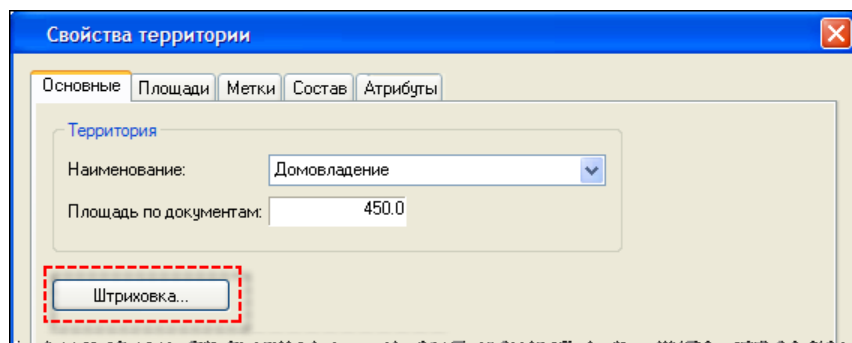 Свойства территории
Основные Площади Метки Состав Атрибуты
Территория
Наименование: Домовладение
Площадь по документам: 450.0
Штриховка...